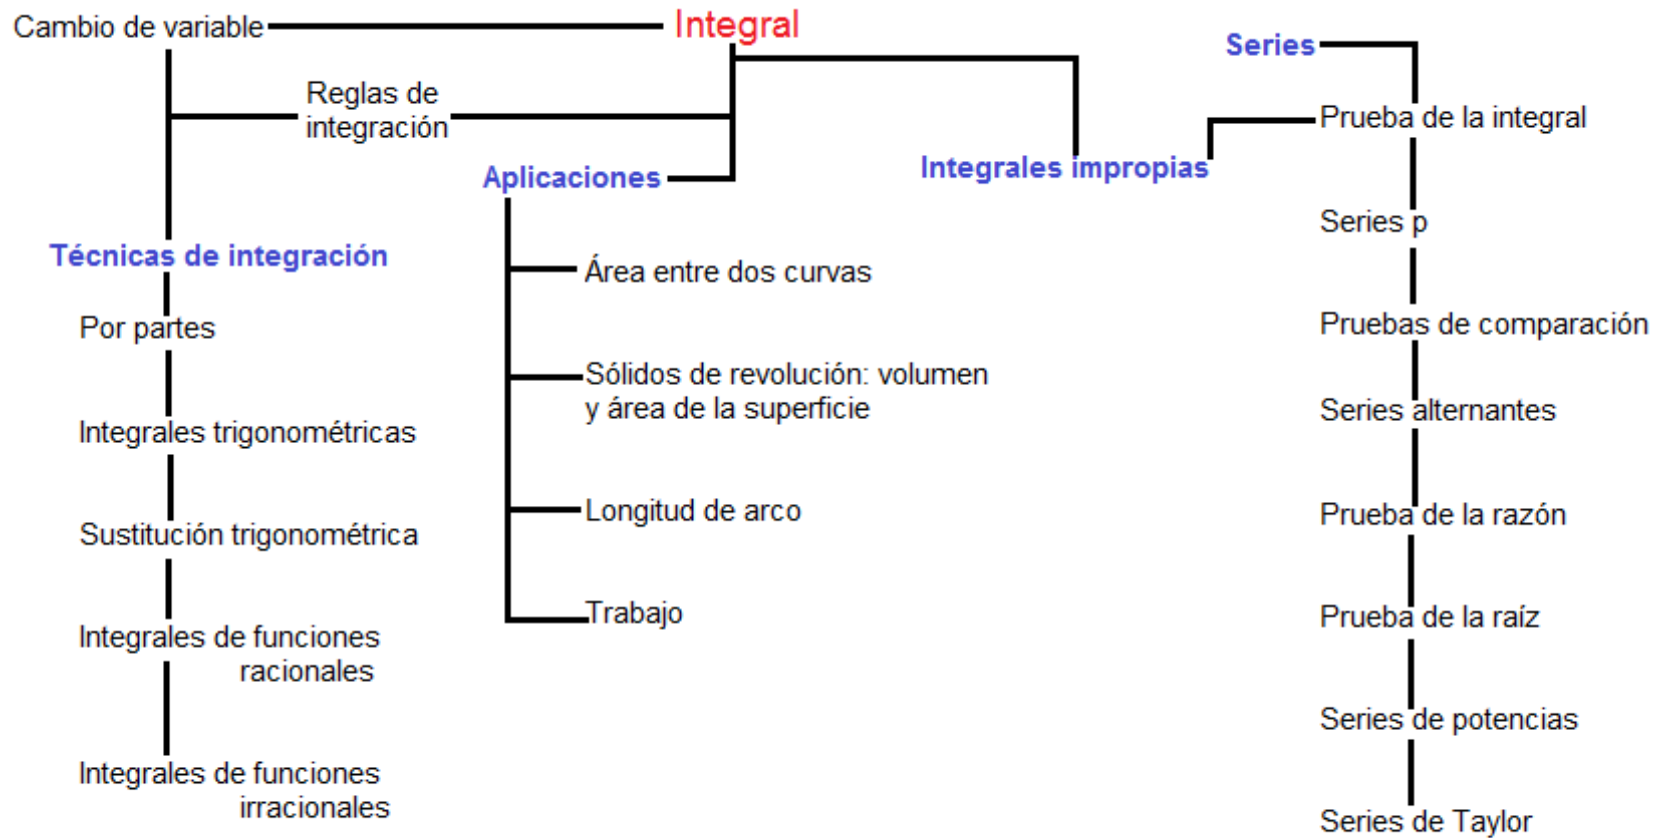 Cambio de variable
Integral
Series
Reglas de
integración
Prueba de la integral
Aplicaciones
Integrales impropias
Series p
Técnicas de integración
Área entre dos curvas
Por partes
Pruebas de comparación
Sólidos de revolución: volumen
y área de la superficie
Series alternantes
Integrales trigonométricas
Longitud de arco
Prueba de la razón
Sustitución trigonométrica
Trabajo
Prueba de la raíz
Integrales de funciones
racionales
Series de potencias
Integrales de funciones
irracionales
Series de Taylor